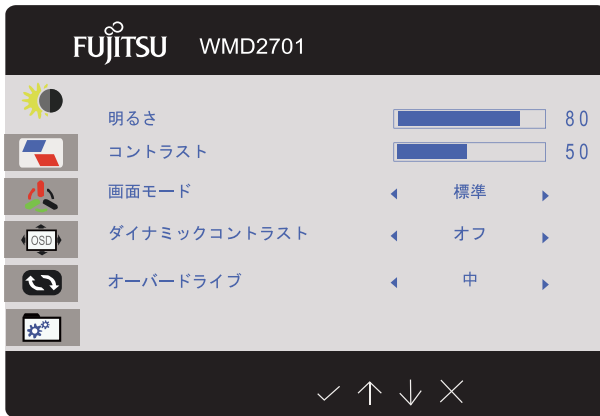 FUJITSU WMD2701
明るさ 80
コントラスト 50
画面モード 標準
ダイナミックコントラスト オフ
OSD
オーバードライブ 中